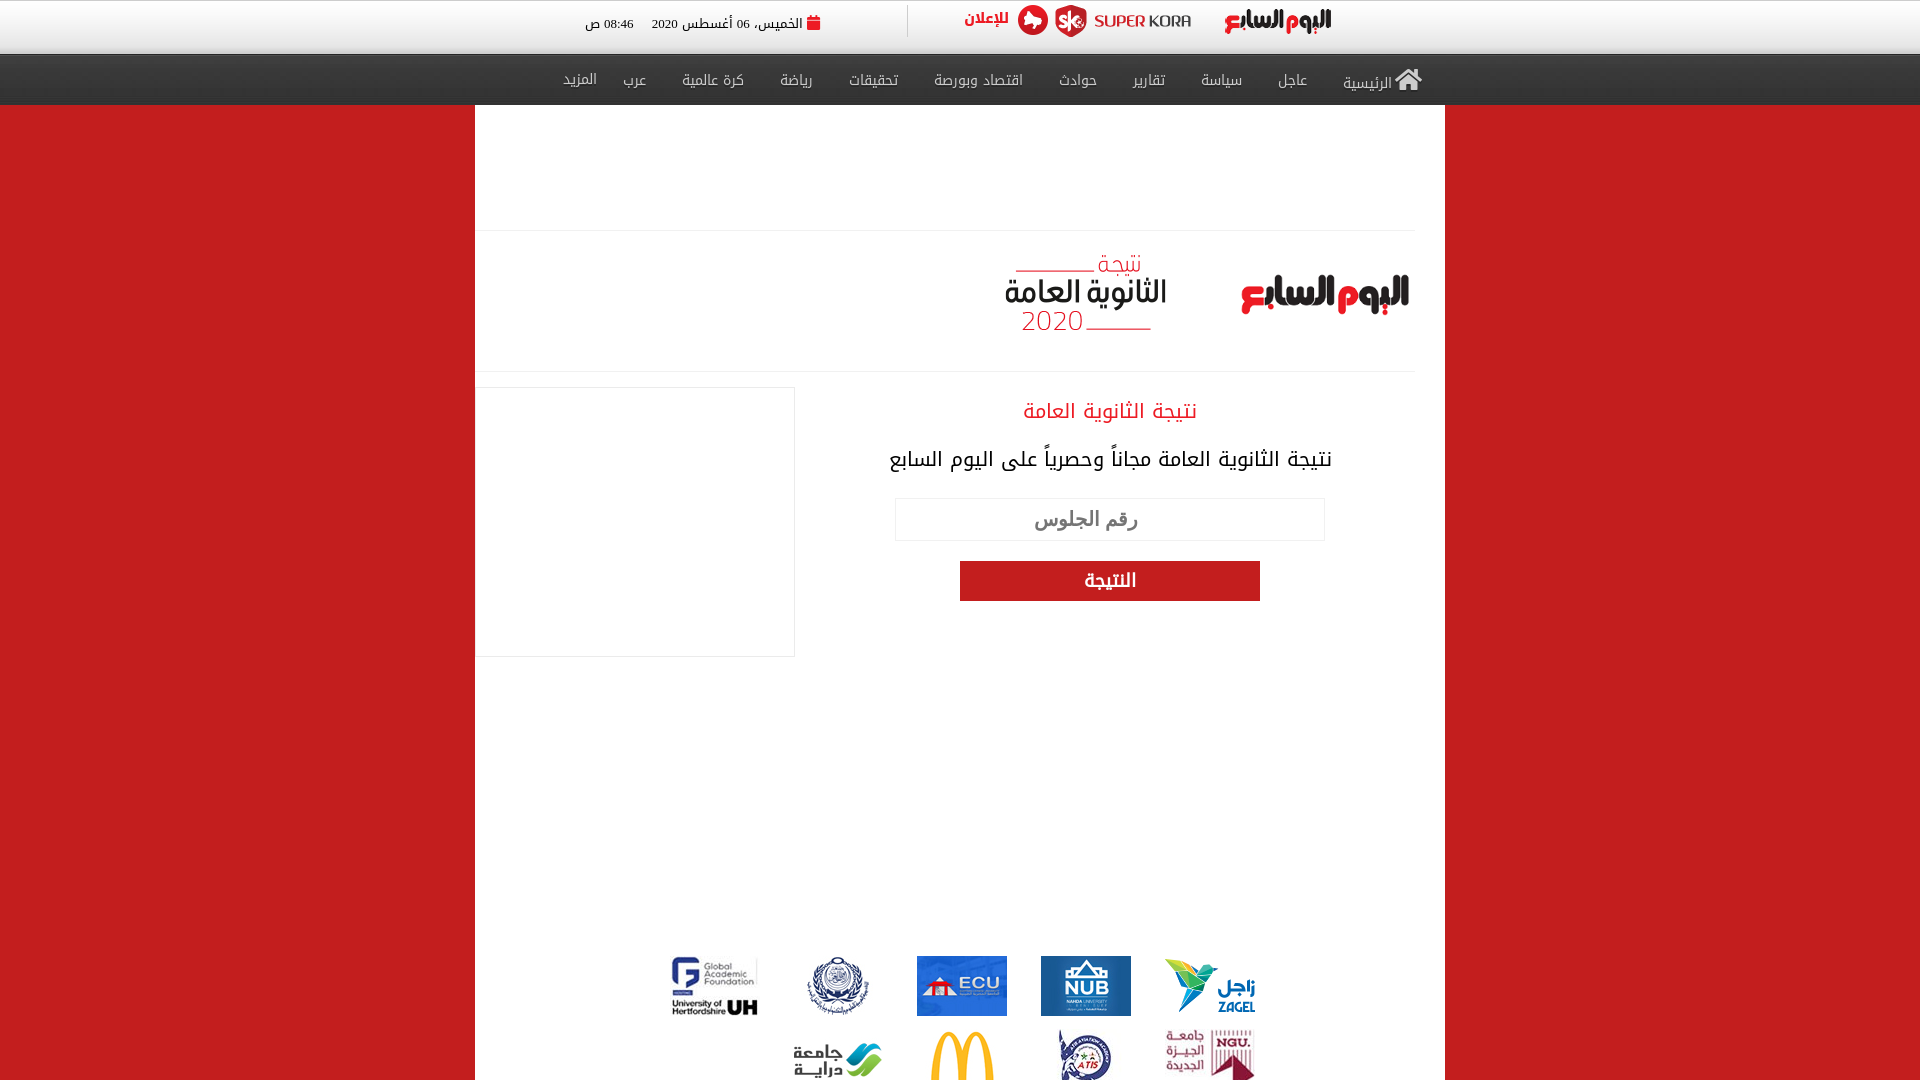 اليوم السابع
SUPER KORA
sk
للإعلان
الخميس، 06 أغسطس 2020 08:46 ص
الرئيسية عاجل سياسة تقارير حوادث اقتصاد وبورصة تحقيقات رياضة كرة عالمية عرب المزيد
اليوم السابع
نتيجة
الثانوية العامة
2020
نتيجة الثانوية العامة
نتيجة الثانوية العامة مجاناً وحصرياً على اليوم السابع
رقم الجلوس
النتيجة
زاجل
ZAGEL
NUB
NAHDA UNIVERSITY
ECU
Global
Academic
Foundation
University of
Hertfordshire UH
جامعة
الجيزة
الجديدة
NGU.
ATIS
جامعة
دراية